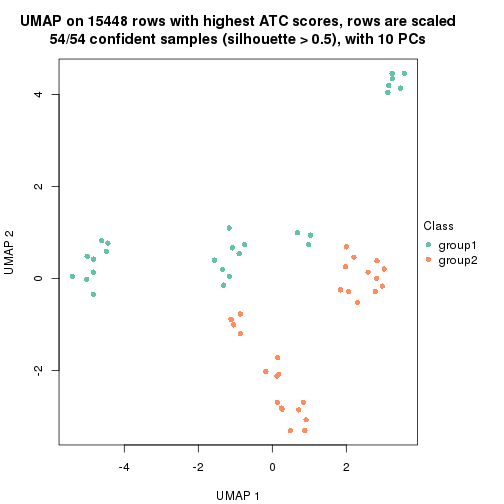 UMAP on 15448 rows with highest ATC scores, rows are scaled
54/54 confident samples (silhouette > 0.5), with 10 PCs
4
2
0
-2
UMAP 2
-4
-2
0
2
UMAP 1
Class
group1
group2